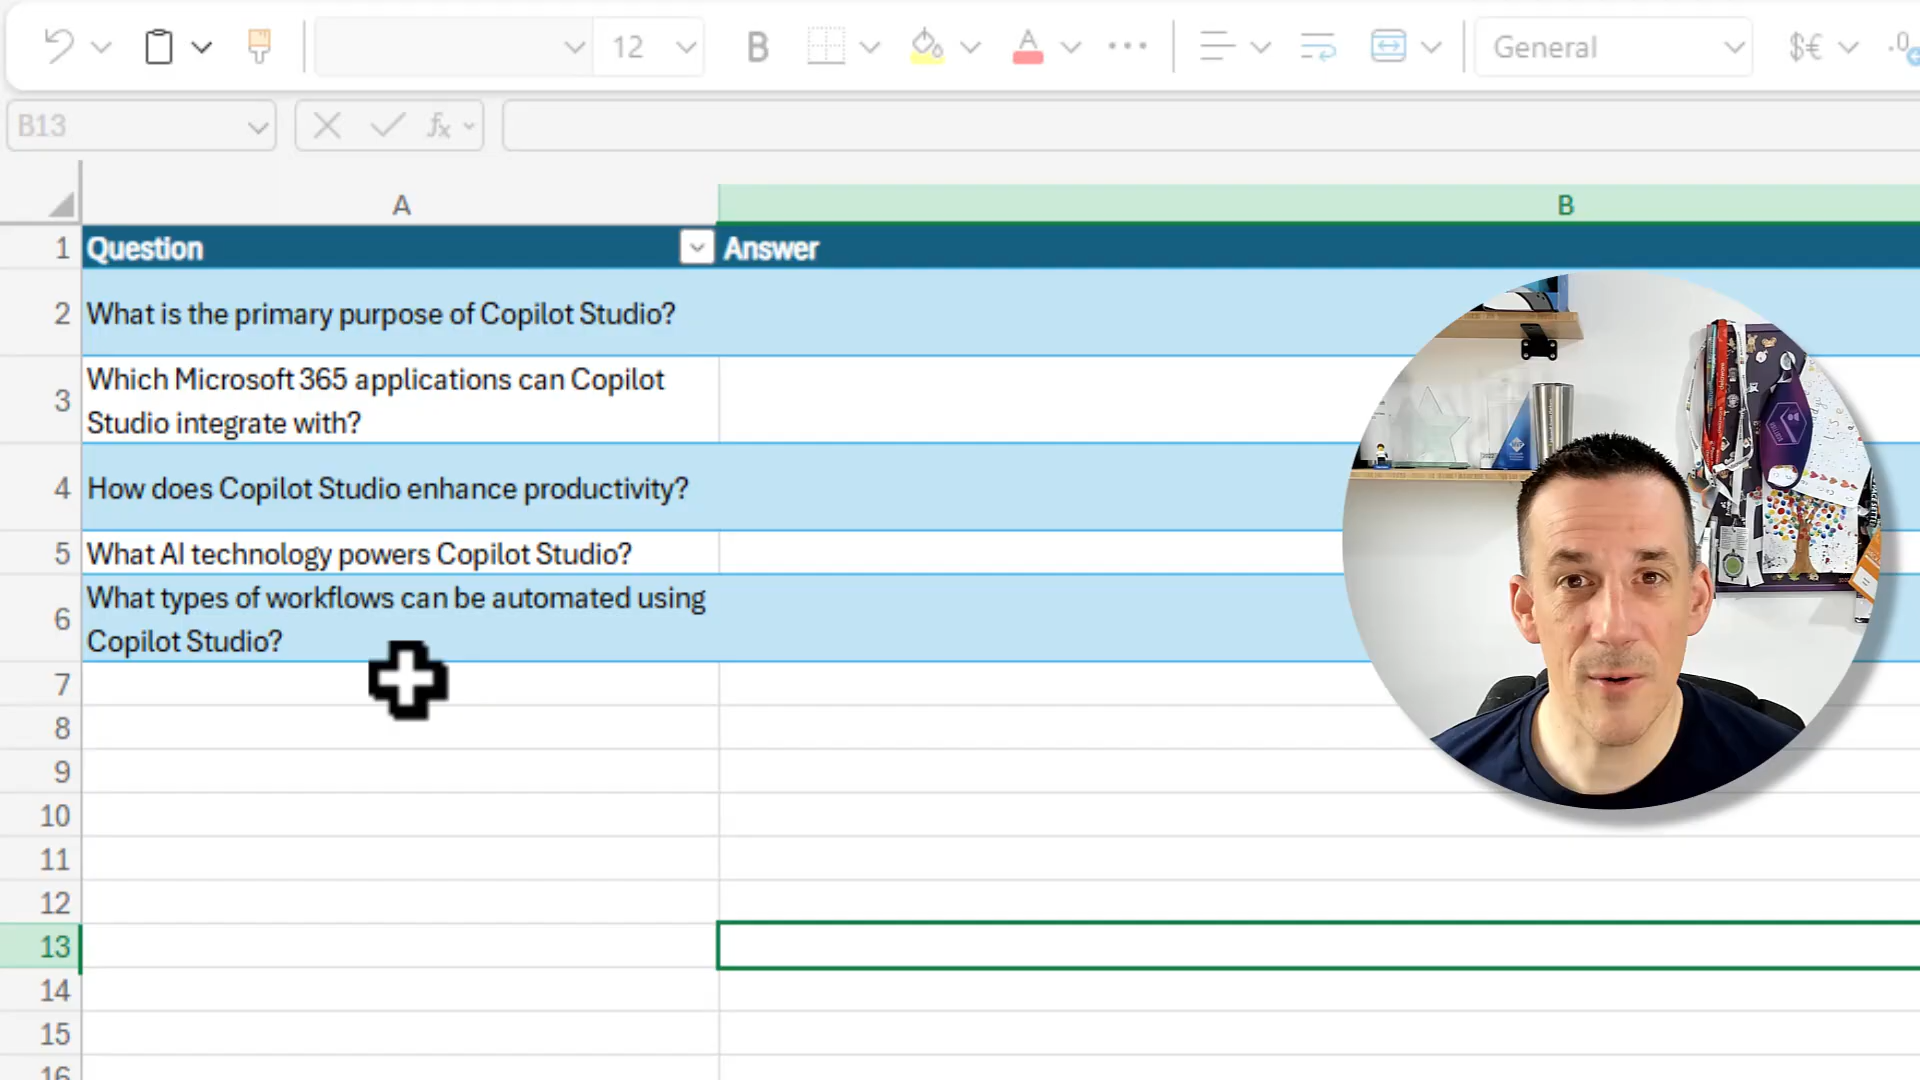 12
B
A
General
$€
.0
B13
fx
A
B
1
Question
Answer
2
What is the primary purpose of Copilot Studio?
3
Which Microsoft 365 applications can Copilot
Studio integrate with?
4
How does Copilot Studio enhance productivity?
5
What AI technology powers Copilot Studio?
6
What types of workflows can be automated using
Copilot Studio?
7
8
9
10
11
12
13
14
15
16